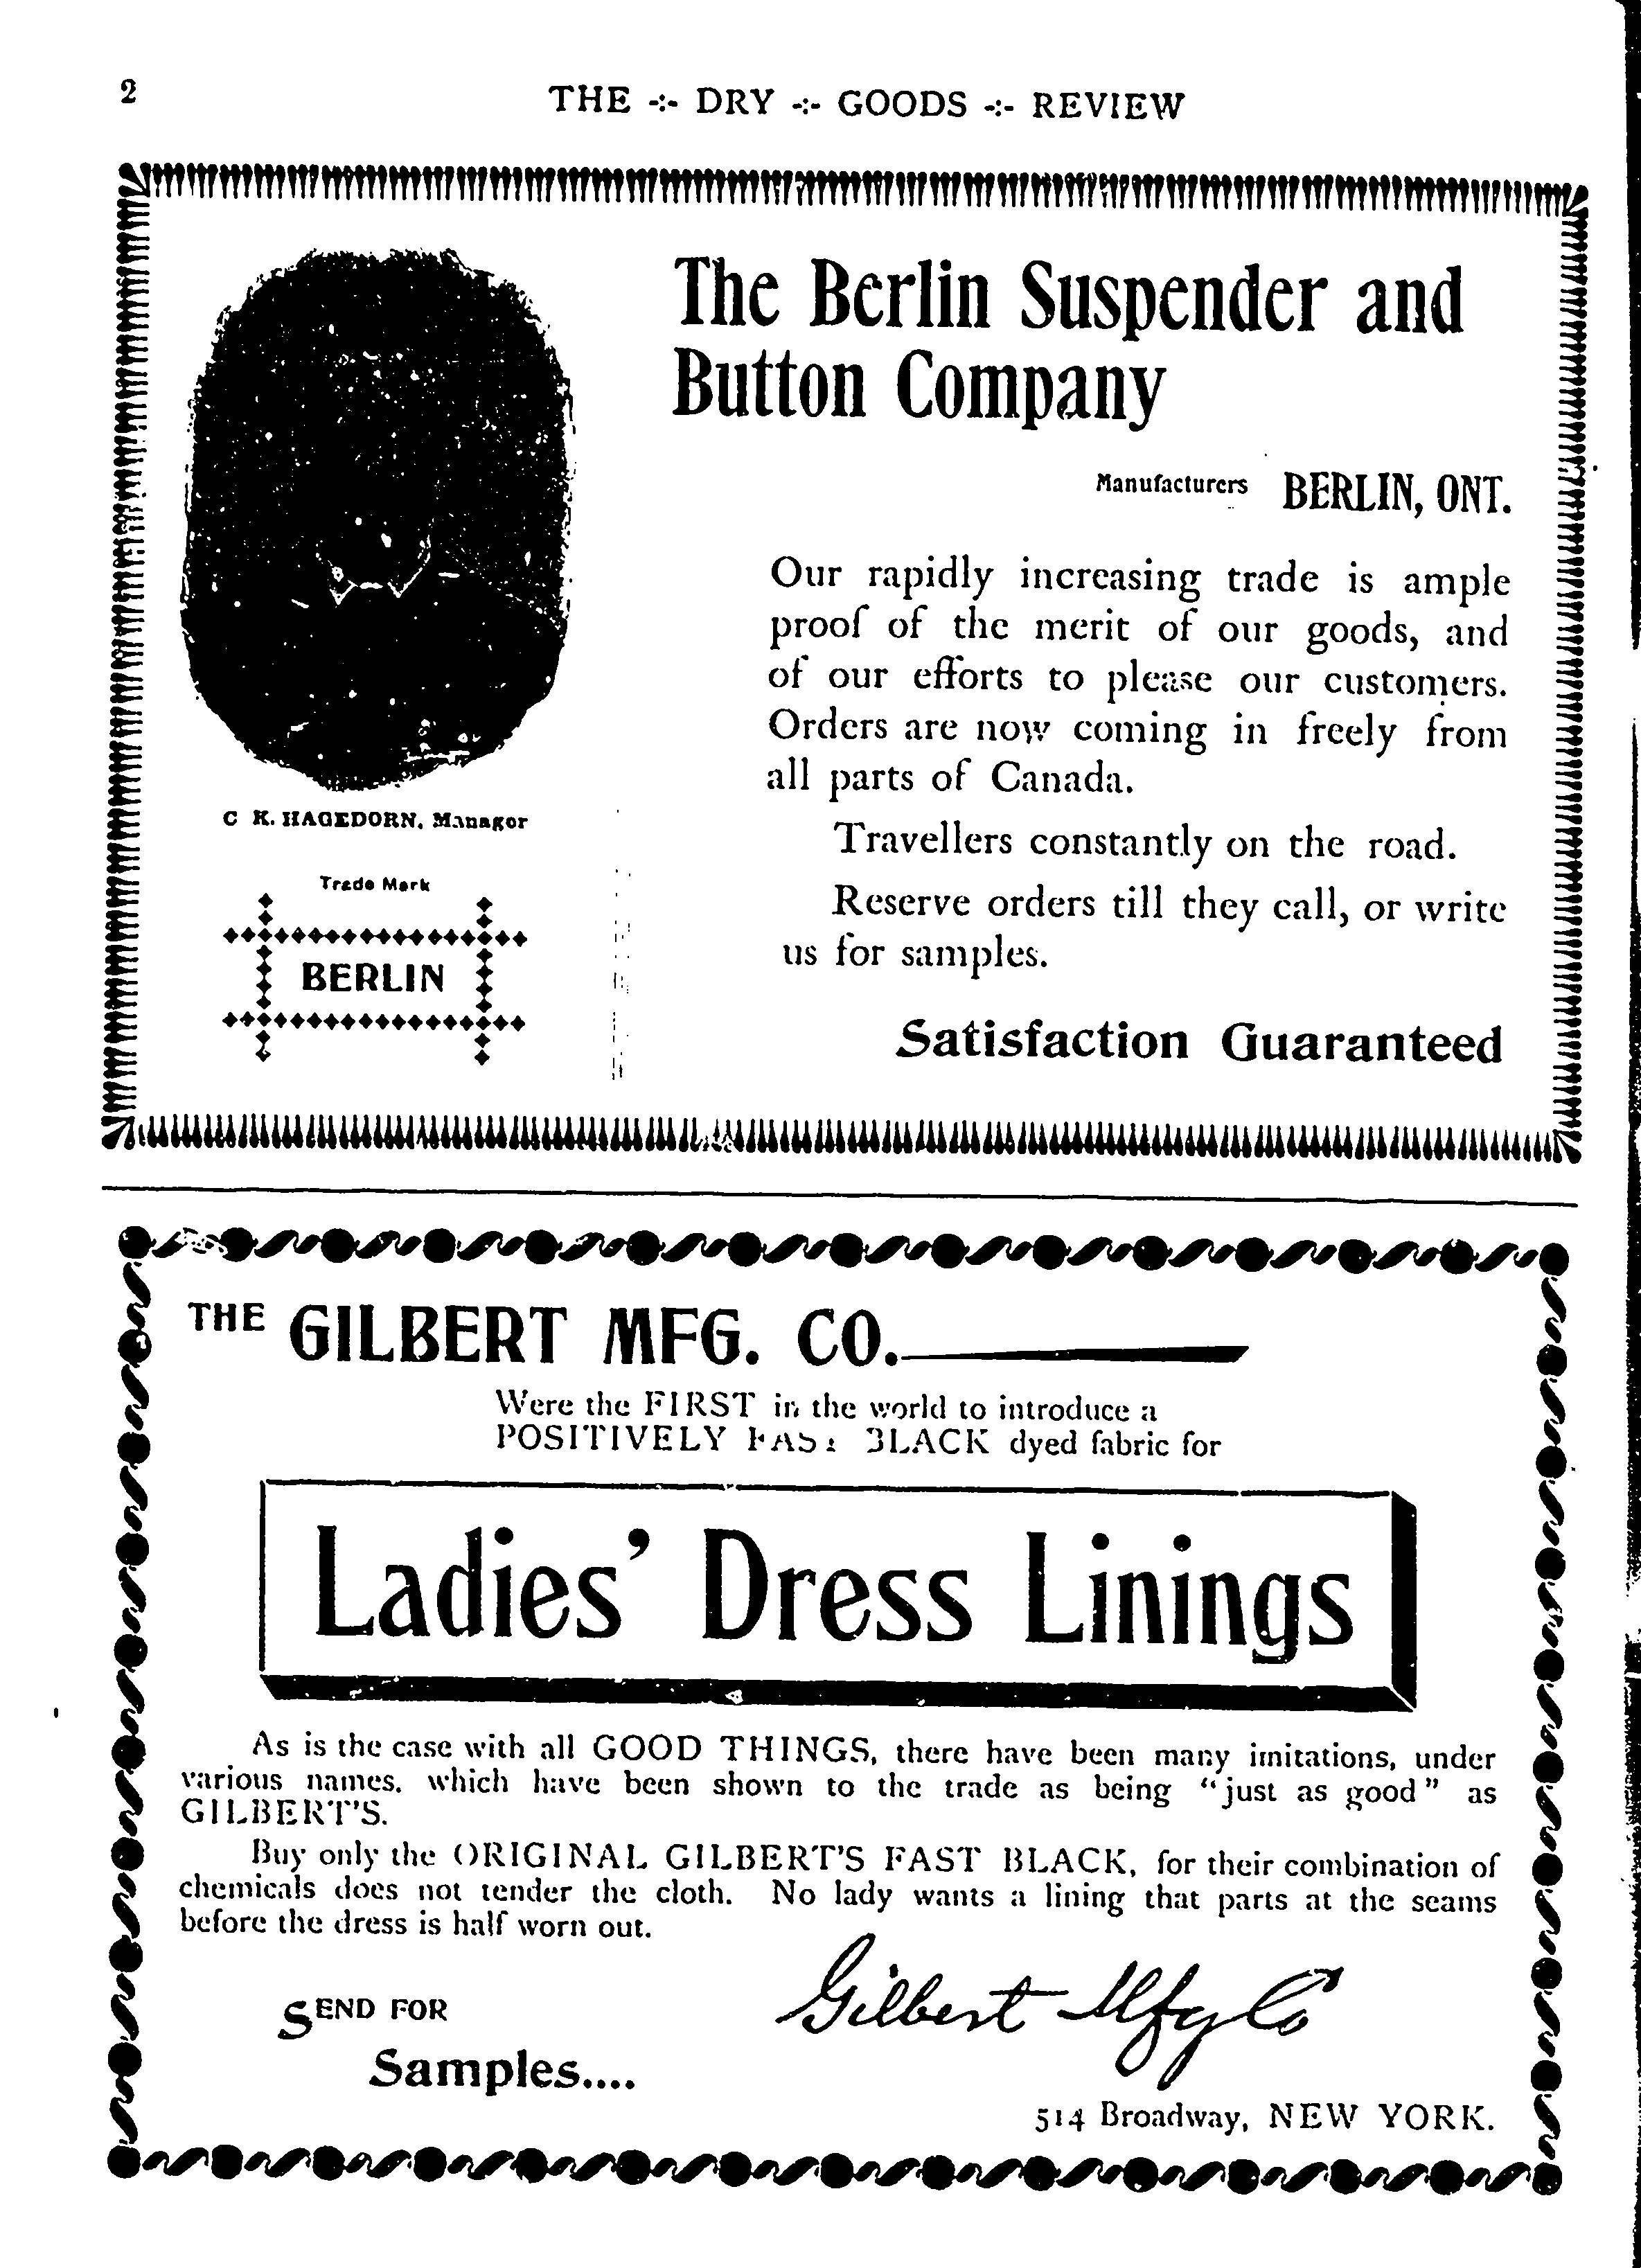 2
THE -:- DRY -:- GOODS -:- REVIEW
The Berlin Suspender and
Button Company
Manufacturers BERLIN, ONT.
Our rapidly increasing trade is ample
proof of the merit of our goods, and
of our efforts to please our customers.
Orders are now coming in freely from
all parts of Canada.
Travellers constantly on the road.
Reserve orders till they call, or write
us for samples.
Satisfaction Guaranteed
C K. HAGEDORN, Manager
Trade Mark
BERLIN
THE GILBERT MFG. CO.
Were the FIRST in the world to introduce a
POSITIVELY FAST BLACK dyed fabric for
Ladies' Dress Linings
As is the case with all GOOD THINGS, there have been many imitations, under
various names. which have been shown to the trade as being "just as good" as
GILBERT'S.
Buy only the ORIGINAL GILBERT'S FAST BLACK, for their combination of
chemicals does not tender the cloth. No lady wants a lining that parts at the seams
before the dress is half worn out.
SEND FOR
Samples....
Gilbert Mfg Co
514 Broadway, NEW YORK.